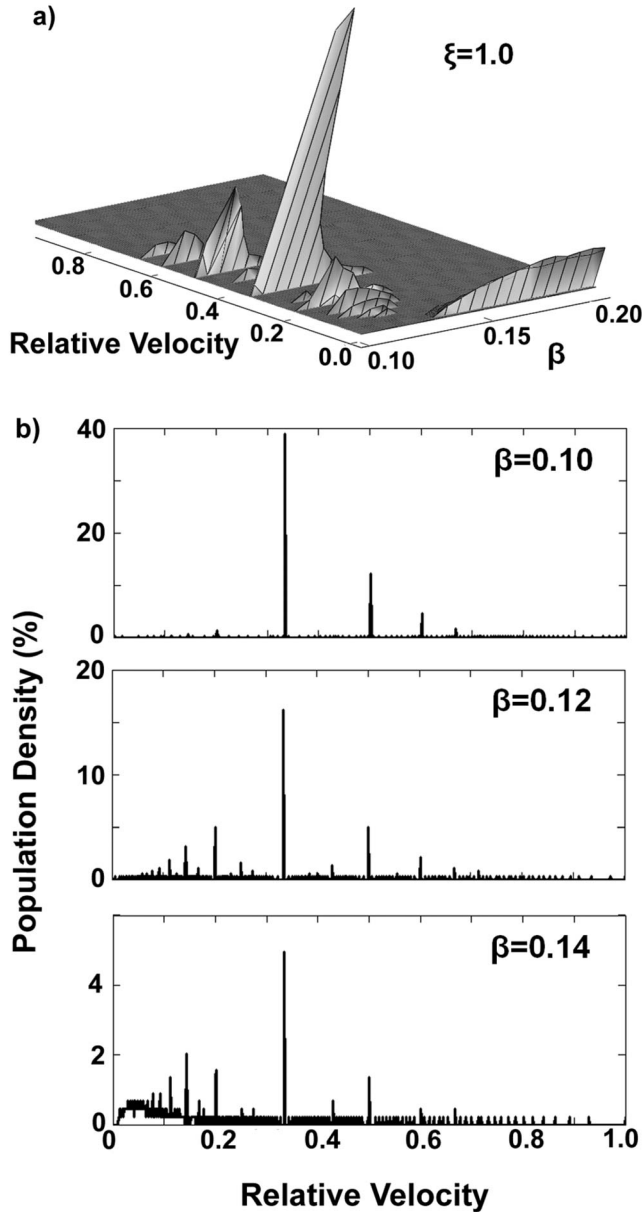 a)
ξ=1.0
0.8
0.6
0.4
0.2
0.0
Relative Velocity
0.10
0.15
0.20
β
b)
Population Density (%)
40
20
0
β=0.10
20
10
0
β=0.12
4
2
0
β=0.14
0 0.2 0.4 0.6 0.8 1.0
Relative Velocity